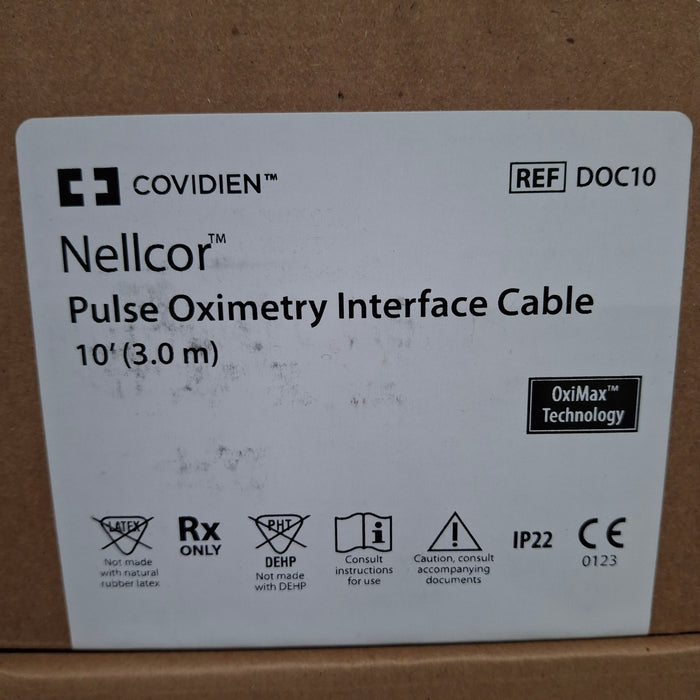 COVIDIEN™
REF DOC10
Nellcor™
Pulse Oximetry Interface Cable
10' (3.0 m)
OxiMax™
Technology
LATEX
Not made
with natural
rubber latex
Rx
ONLY
PHT
DEHP
Not made
with DEHP
i
Consult
instructions
for use
!
Caution, consult
accompanying
documents
IP22
CE
0123